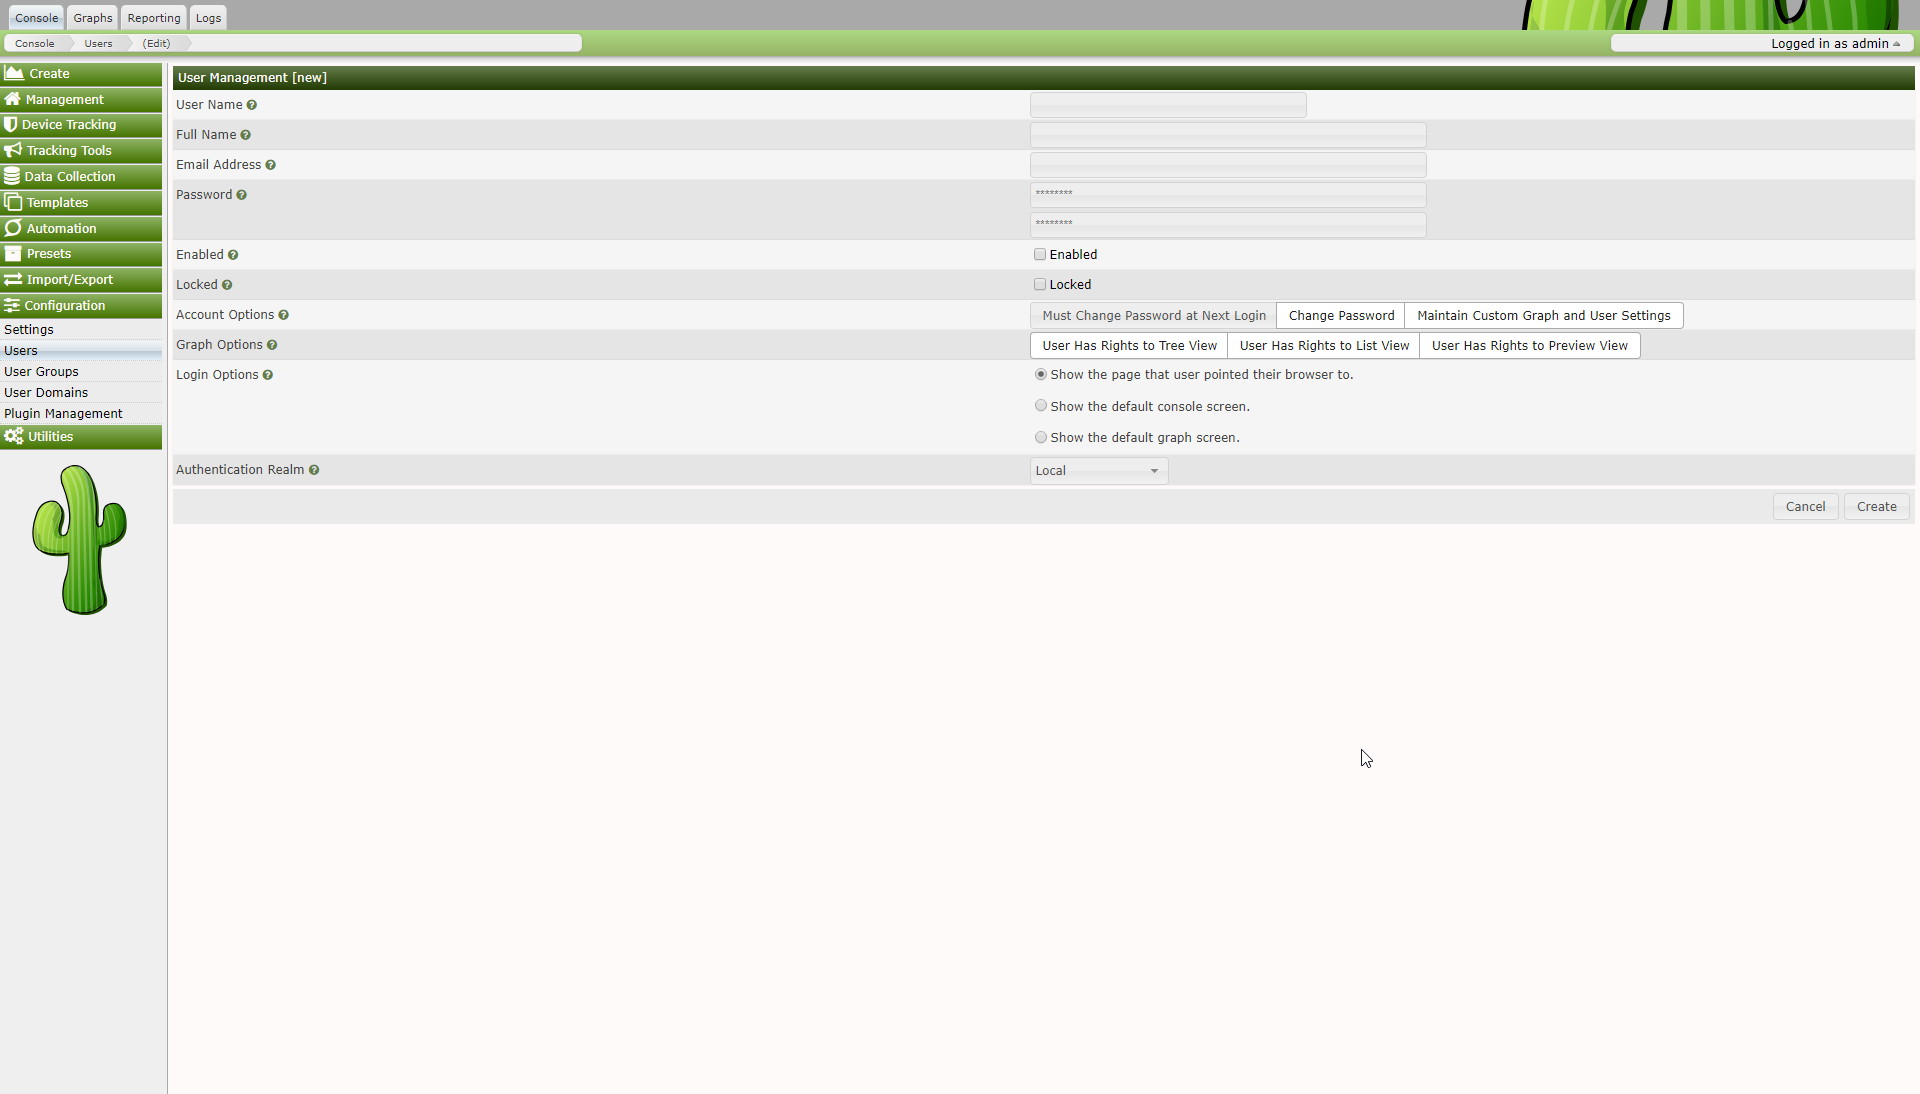 Console Graphs Reporting Logs
Console Users (Edit)
Logged in as admin
Create
Management
Device Tracking
Tracking Tools
Data Collection
Templates
Automation
Presets
Import/Export
Configuration
Settings
Users
User Groups
User Domains
Plugin Management
Utilities
User Management [new]
User Name
Full Name
Email Address
Password ********
********
Enabled Enabled
Locked Locked
Account Options Must Change Password at Next Login Change Password Maintain Custom Graph and User Settings
Graph Options User Has Rights to Tree View User Has Rights to List View User Has Rights to Preview View
Login Options Show the page that user pointed their browser to.
Show the default console screen.
Show the default graph screen.
Authentication Realm Local
Cancel Create